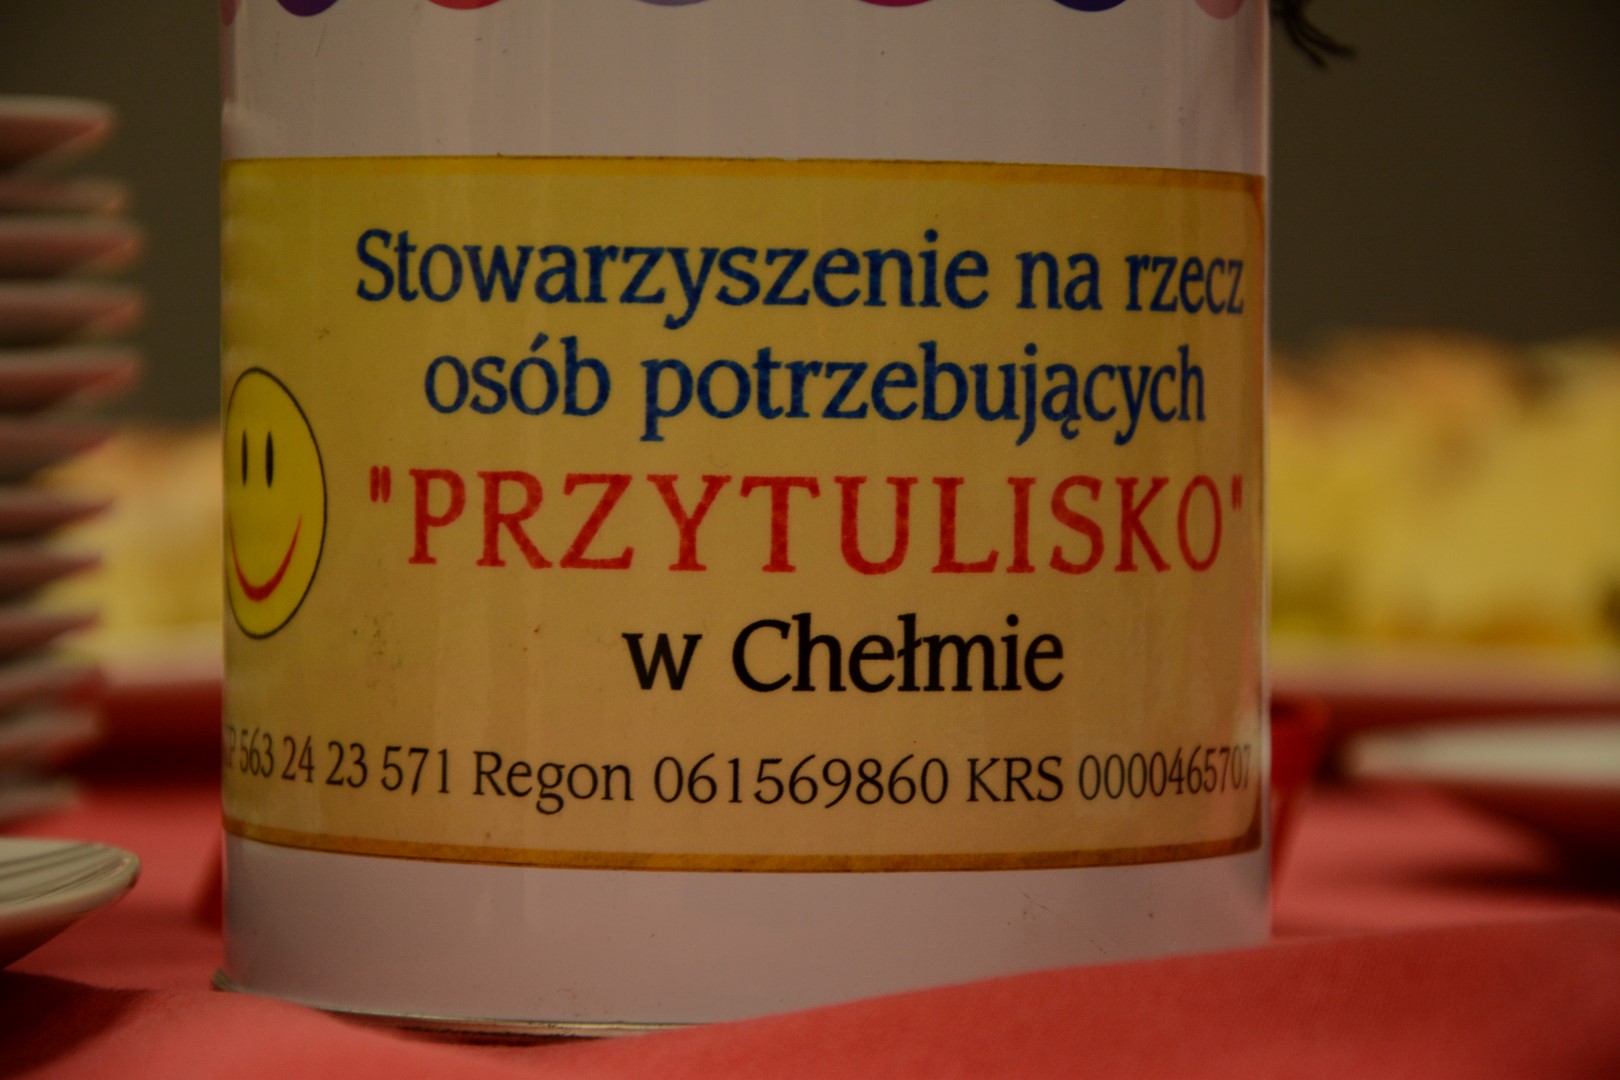 Stowarzyszenie na rzecz
osób potrzebujących
"PRZYTULISKO"
w Chełmie
563 24 23 571 Regon 061569860 KRS 0000465707